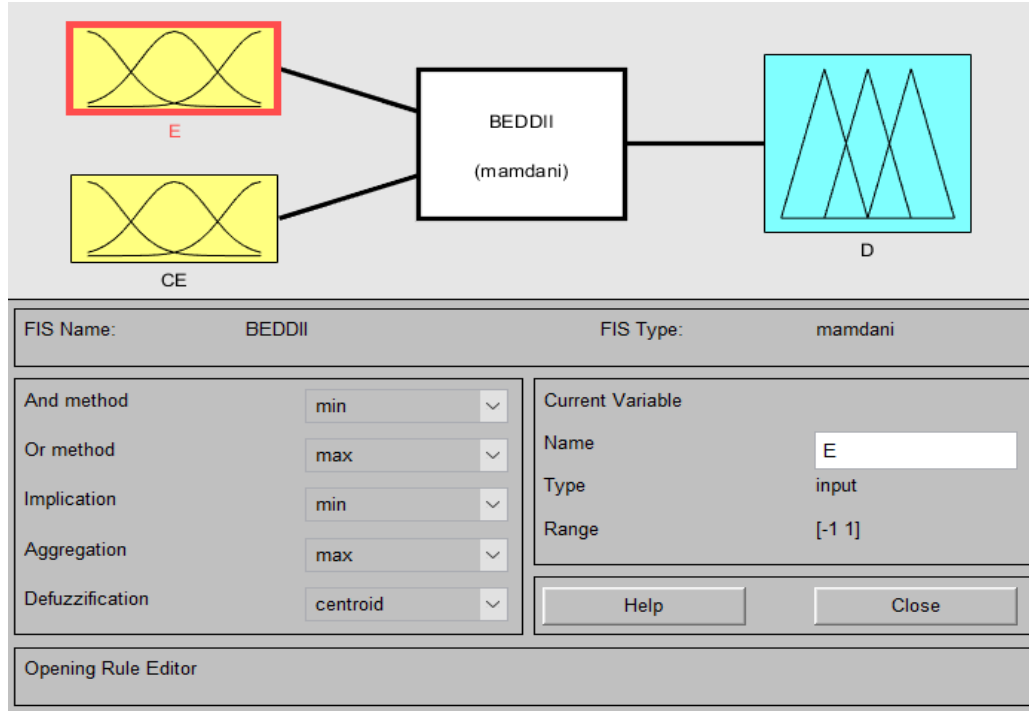 E
CE
BEDDII
(mamdani)
D
FIS Name: BEDDII FIS Type: mamdani
And method min
Or method max
Implication min
Aggregation max
Defuzzification centroid
Current Variable
Name E
Type input
Range [-1 1]
Help Close
Opening Rule Editor